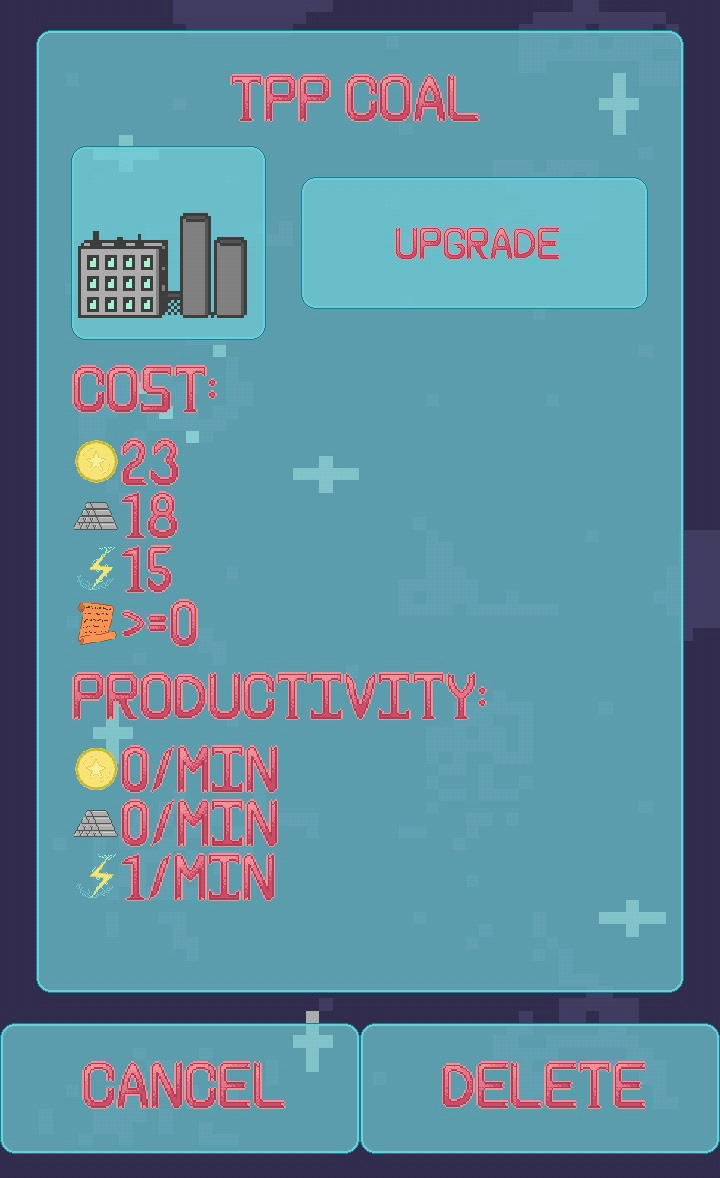 TPP COAL
UPGRADE
COST:
23
18
15
>=0
PRODUCTIVITY:
0/MIN
0/MIN
1/MIN
CANCEL
DELETE